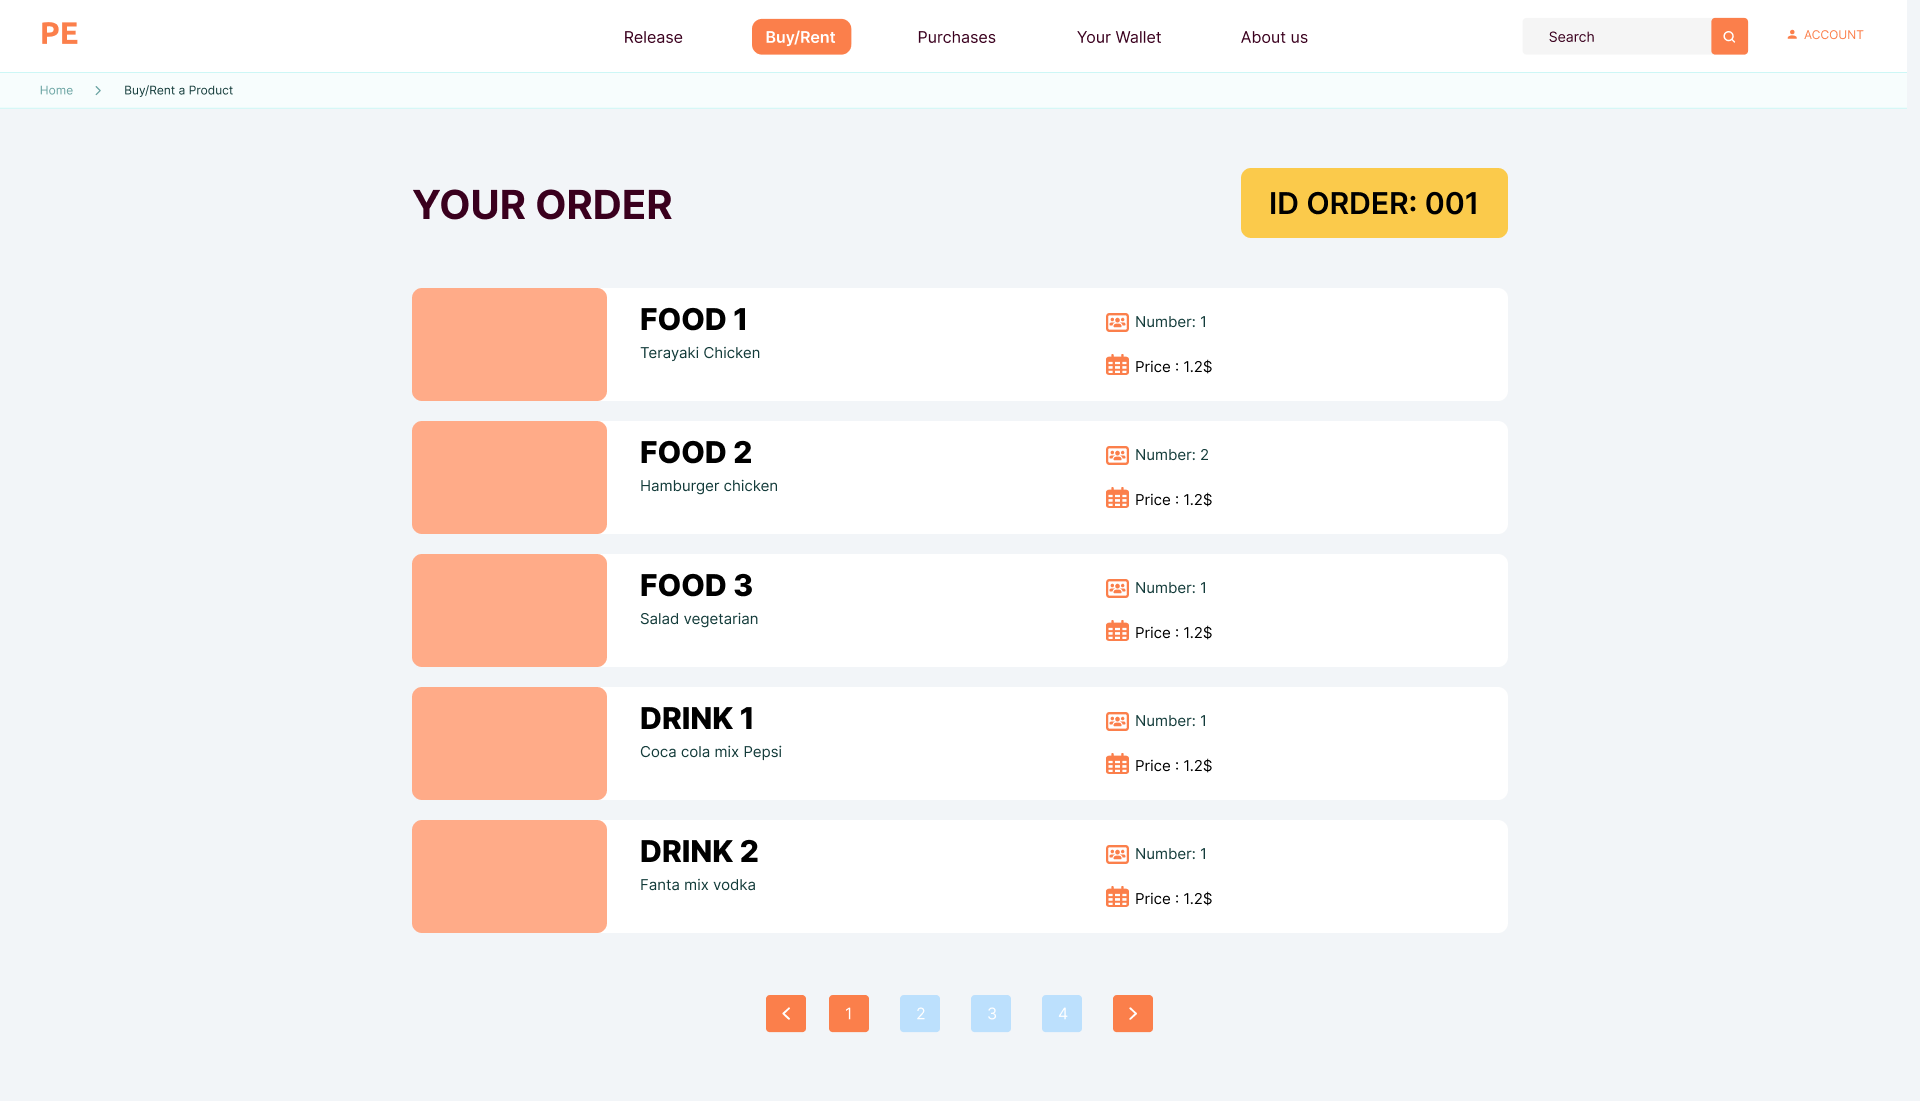 PE
Release
Buy/Rent
Purchases
Your Wallet
About us
Search
ACCOUNT
Home
Buy/Rent a Product
YOUR ORDER
ID ORDER: 001
FOOD 1
Terayaki Chicken
Number: 1
Price : 1.2$
FOOD 2
Hamburger chicken
Number: 2
Price : 1.2$
FOOD 3
Salad vegetarian
Number: 1
Price : 1.2$
DRINK 1
Coca cola mix Pepsi
Number: 1
Price : 1.2$
DRINK 2
Fanta mix vodka
Number: 1
Price : 1.2$
1
2
3
4